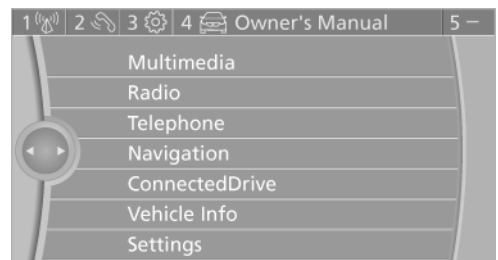 1 2 3 4 Owner's Manual 5
Multimedia
Radio
Telephone
Navigation
ConnectedDrive
Vehicle Info
Settings